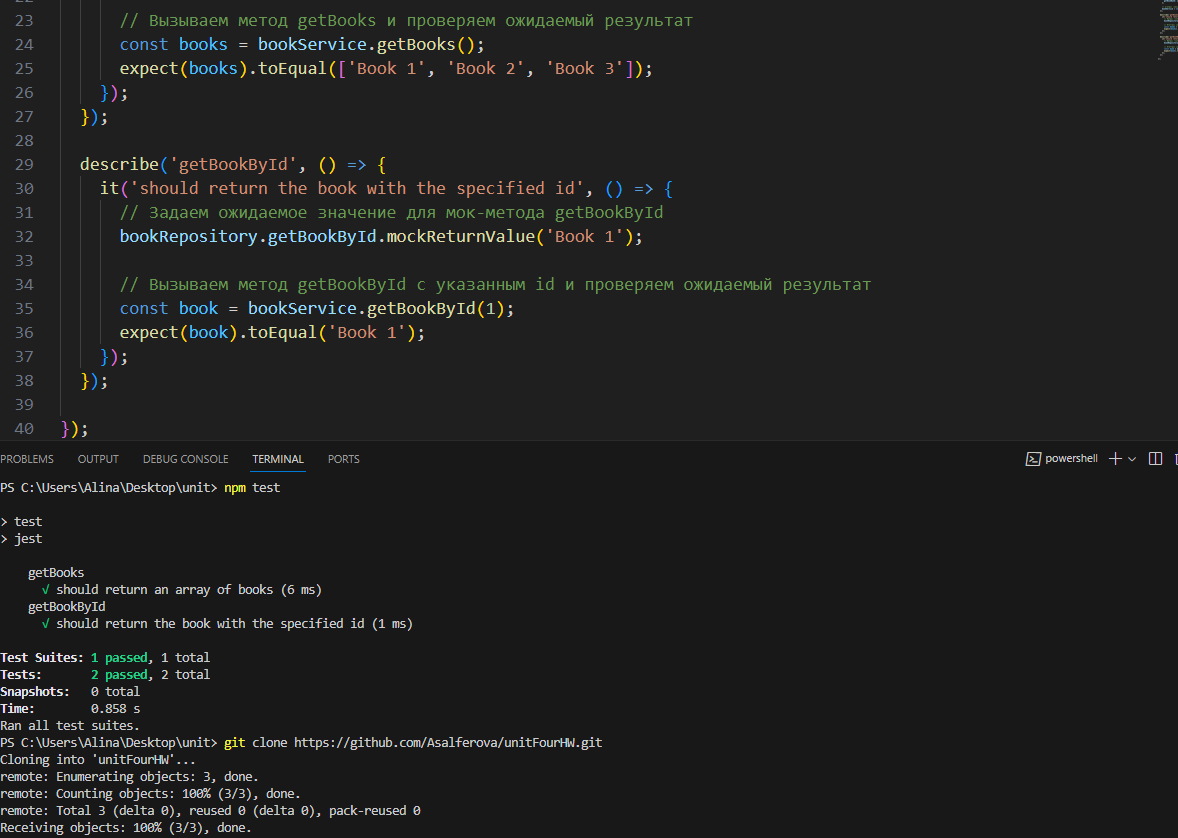 23 // Вызываем метод getBooks и проверяем ожидаемый результат
24 const books = bookService.getBooks();
25 expect(books).toEqual(['Book 1', 'Book 2', 'Book 3']);
26 });
27 });
28
29 describe('getBookById', () => {
30 it('should return the book with the specified id', () => {
31 // Задаем ожидаемое значение для мок-метода getBookById
32 bookRepository.getBookById.mockReturnValue('Book 1');
33
34 // Вызываем метод getBookById с указанным id и проверяем ожидаемый результат
35 const book = bookService.getBookById(1);
36 expect(book).toEqual('Book 1');
37 });
38 });
39
40 });
PROBLEMS OUTPUT DEBUG CONSOLE TERMINAL PORTS powershell
PS C:\Users\Alina\Desktop\unit> npm test
> test
> jest
getBooks
√ should return an array of books (6 ms)
getBookById
√ should return the book with the specified id (1 ms)
Test Suites: 1 passed, 1 total
Tests: 2 passed, 2 total
Snapshots: 0 total
Time: 0.858 s
Ran all test suites.
PS C:\Users\Alina\Desktop\unit> git clone https://github.com/Asalferova/unitFourHW.git
Cloning into 'unitFourHW'...
remote: Enumerating objects: 3, done.
remote: Counting objects: 100% (3/3), done.
remote: Total 3 (delta 0), reused 0 (delta 0), pack-reused 0
Receiving objects: 100% (3/3), done.